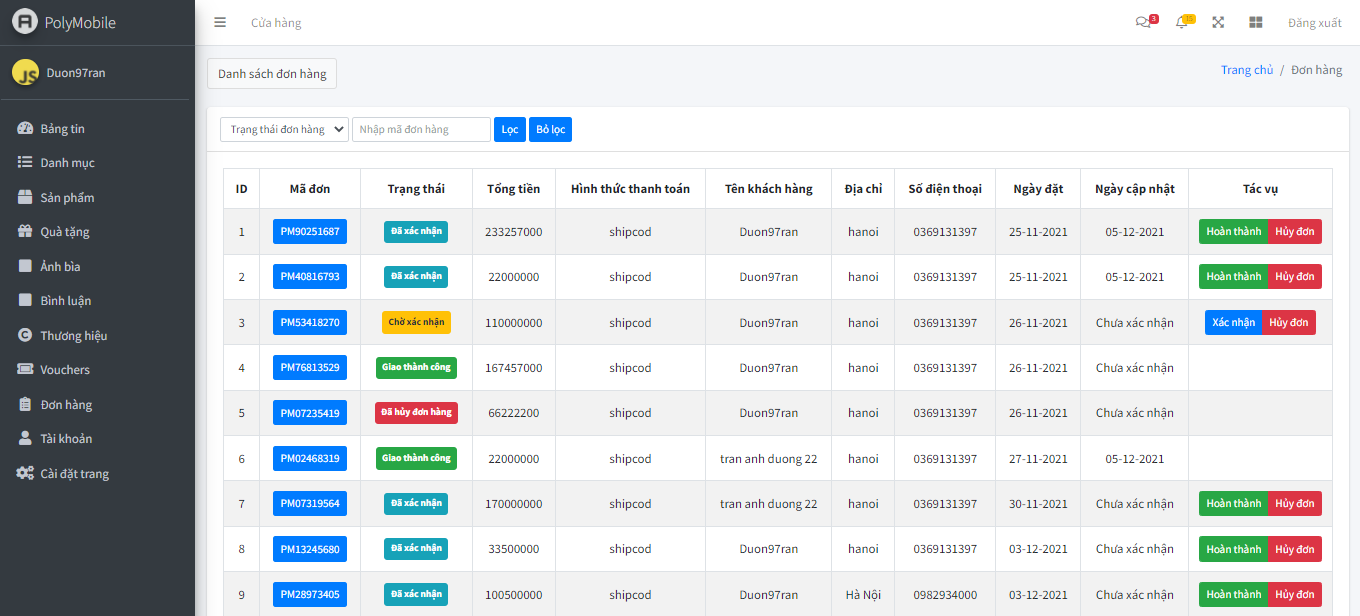 PolyMobile
Cửa hàng
3
15
Đăng xuất
JS
Duon97ran
Bảng tin
Danh mục
Sản phẩm
Quà tặng
Ảnh bìa
Bình luận
Thương hiệu
Vouchers
Đơn hàng
Tài khoản
Cài đặt trang
Danh sách đơn hàng
Trang chủ / Đơn hàng
Trạng thái đơn hàng Nhập mã đơn hàng Lọc Bỏ lọc
ID Mã đơn Trạng thái Tổng tiền Hình thức thanh toán Tên khách hàng Địa chỉ Số điện thoại Ngày đặt Ngày cập nhật Tác vụ
1 PM90251687 Đã xác nhận 233257000 shipcod Duon97ran hanoi 0369131397 25-11-2021 05-12-2021 Hoàn thành Hủy đơn
2 PM40816793 Đã xác nhận 22000000 shipcod Duon97ran hanoi 0369131397 25-11-2021 05-12-2021 Hoàn thành Hủy đơn
3 PM53418270 Chờ xác nhận 110000000 shipcod Duon97ran hanoi 0369131397 26-11-2021 Chưa xác nhận Xác nhận Hủy đơn
4 PM76813529 Giao thành công 167457000 shipcod Duon97ran hanoi 0369131397 26-11-2021 Chưa xác nhận
5 PM07235419 Đã hủy đơn hàng 66222200 shipcod Duon97ran hanoi 0369131397 26-11-2021 Chưa xác nhận
6 PM02468319 Giao thành công 22000000 shipcod tran anh duong 22 hanoi 0369131397 27-11-2021 05-12-2021
7 PM07319564 Đã xác nhận 170000000 shipcod tran anh duong 22 hanoi 0369131397 30-11-2021 Chưa xác nhận Hoàn thành Hủy đơn
8 PM13245680 Đã xác nhận 33500000 shipcod Duon97ran hanoi 0369131397 03-12-2021 Chưa xác nhận Hoàn thành Hủy đơn
9 PM28973405 Đã xác nhận 100500000 shipcod Duon97ran Hà Nội 0982934000 03-12-2021 Chưa xác nhận Hoàn thành Hủy đơn